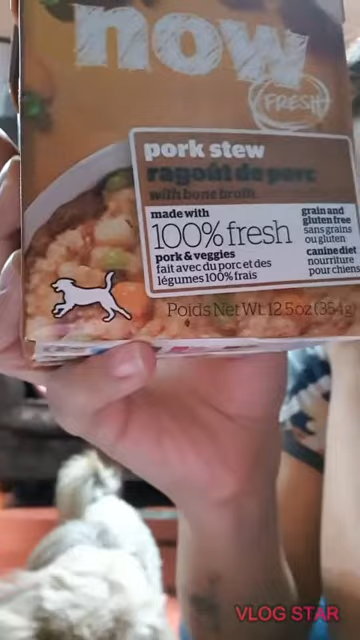 now
FRESH
pork stew
ragoût de porc
with bone broth
made with
100% fresh
pork & veggies
fait avec du porc et des
légumes 100% frais
grain and
gluten free
sans grains
ou gluten
canine diet
nourriture
pour chiens
Poids Net Wt. 12.5 oz (354g)
VLOG STAR